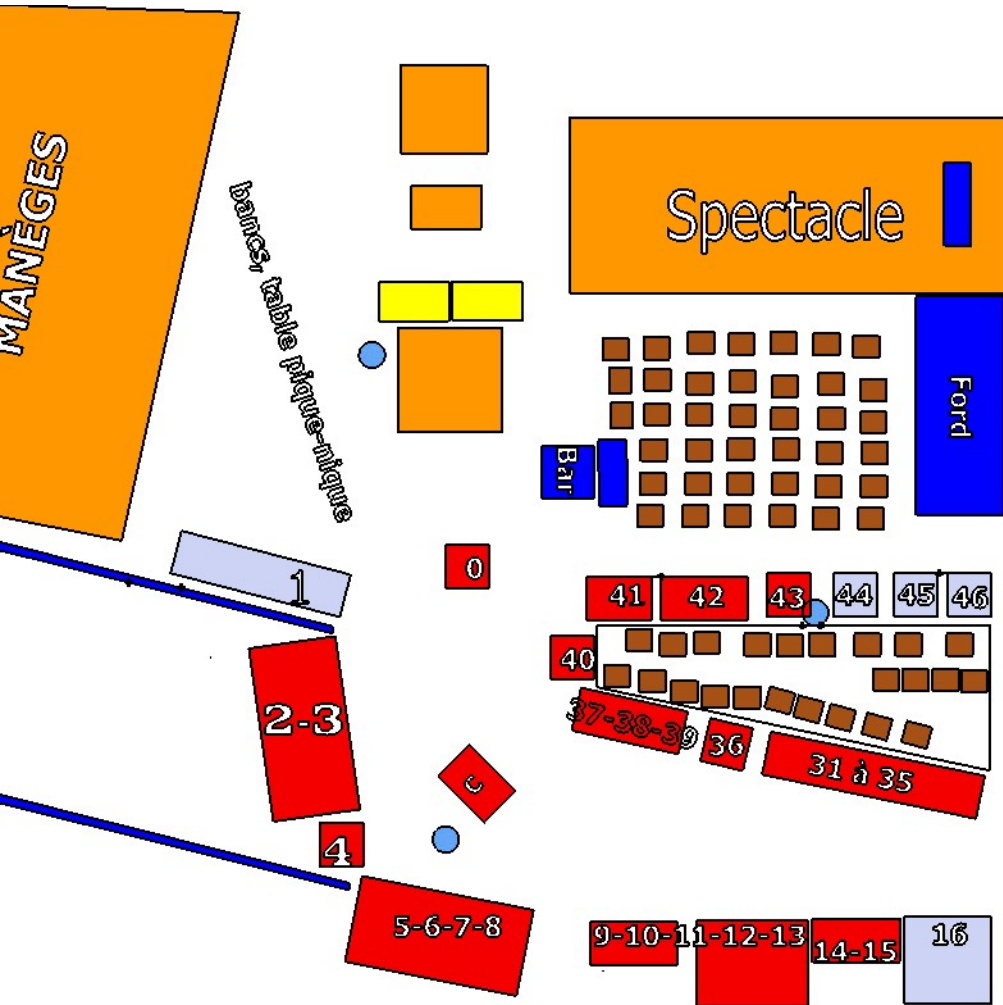 MANÈGES
bancs, table pique-nique
Spectacle
Ford
Bar
0
1
41
42
43
44
45
46
40
37-38-39
36
31 à 35
2-3
c
4
5-6-7-8
9-10-11-12-13
14-15
16